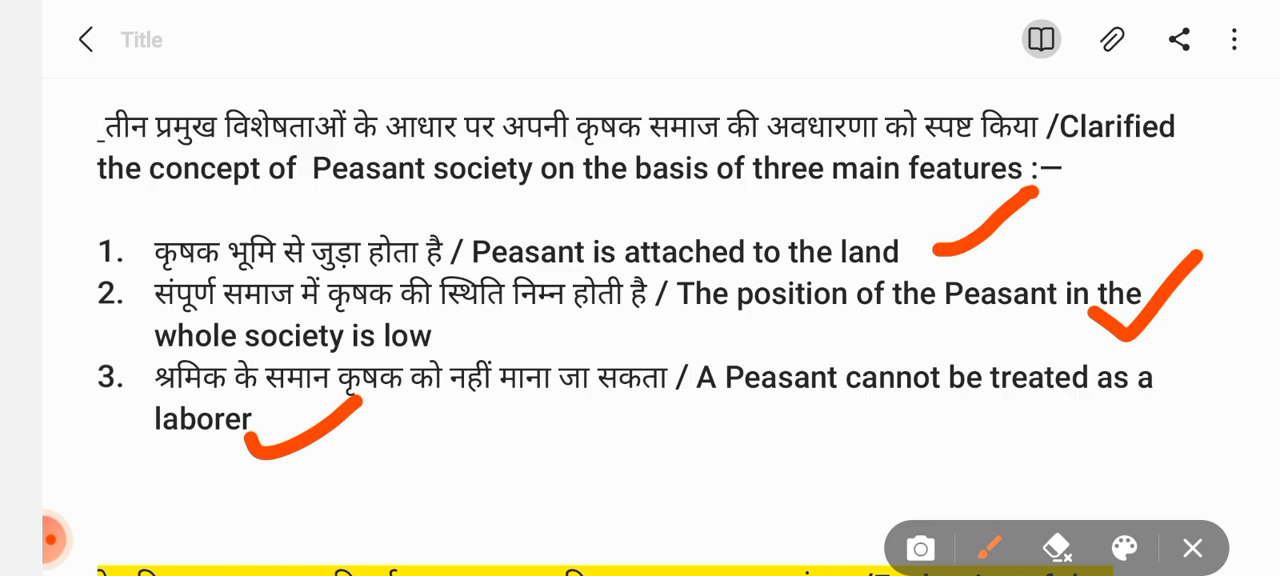 Title
_तीन प्रमुख विशेषताओं के आधार पर अपनी कृषक समाज की अवधारणा को स्पष्ट किया /Clarified
the concept of Peasant society on the basis of three main features :—
1. कृषक भूमि से जुड़ा होता है / Peasant is attached to the land
2. संपूर्ण समाज में कृषक की स्थिति निम्न होती है / The position of the Peasant in the
whole society is low
3. श्रमिक के समान कृषक को नहीं माना जा सकता / A Peasant cannot be treated as a
laborer